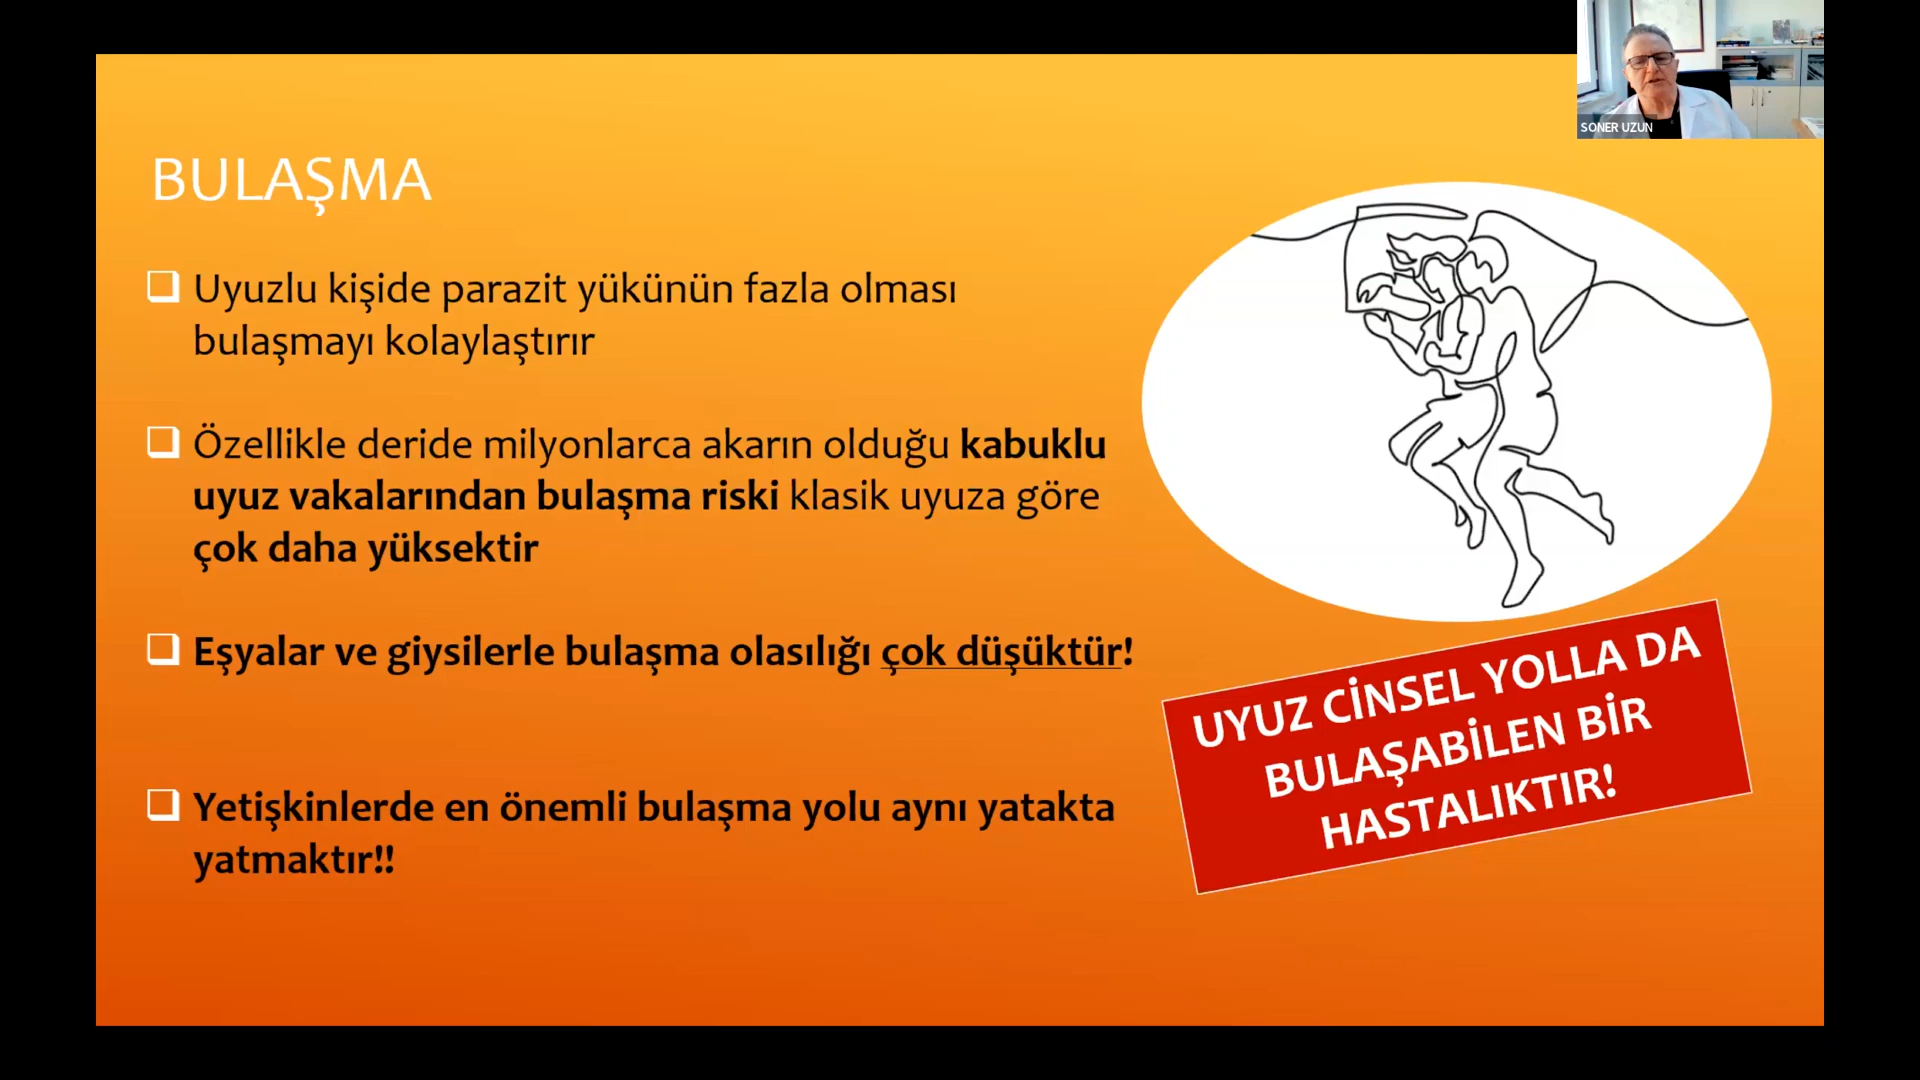 SONER UZUN
BULAŞMA
Uyuzlu kişide parazit yükünün fazla olması
bulaşmayı kolaylaştırır
Özellikle deride milyonlarca akarın olduğu kabuklu
uyuz vakalarından bulaşma riski klasik uyuza göre
çok daha yüksektir
Eşyalar ve giysilerle bulaşma olasılığı çok düşüktür!
Yetişkinlerde en önemli bulaşma yolu aynı yatakta
yatmaktır!!
UYUZ CİNSEL YOLLA DA
BULAŞABİLEN BİR
HASTALIKTIR!